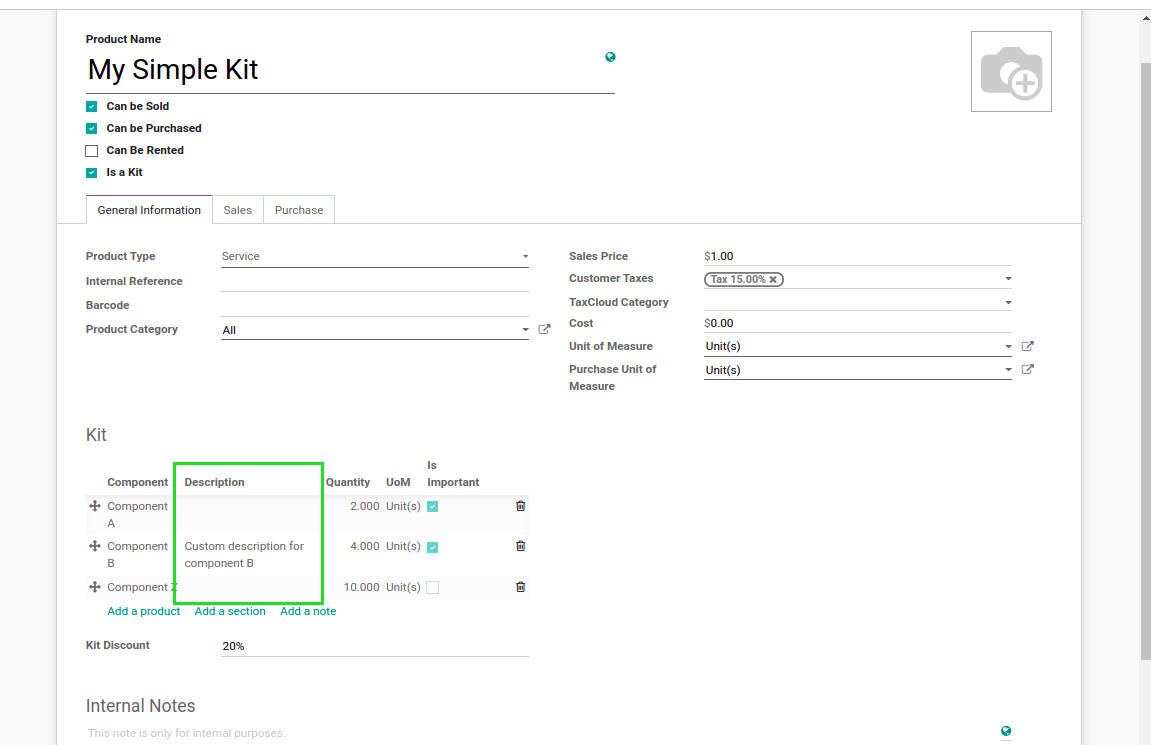 Product Name
My Simple Kit
Can be Sold
Can be Purchased
Can Be Rented
Is a Kit
General Information Sales Purchase
Product Type Service
Internal Reference
Barcode
Product Category All
Sales Price $1.00
Customer Taxes Tax 15.00% ✖
TaxCloud Category
Cost $0.00
Unit of Measure Unit(s)
Purchase Unit of
Measure
Unit(s)
Kit
Component Description Quantity UoM Is
Important
Component
A
2.000 Unit(s)
Component
B
Custom description for
component B
4.000 Unit(s)
Component Z 10.000 Unit(s)
Add a product Add a section Add a note
Kit Discount 20%
Internal Notes
This note is only for internal purposes.